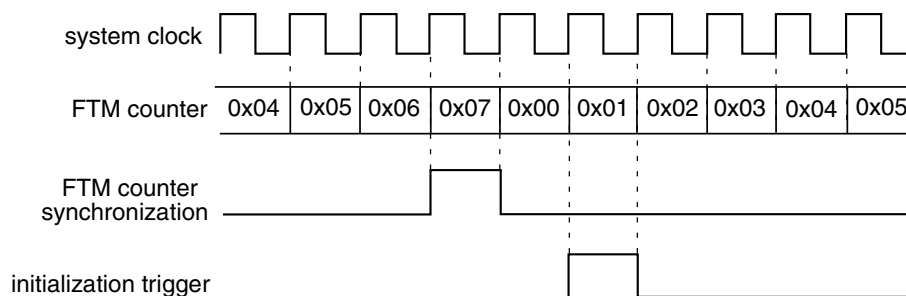 system clock
FTM counter 0x04 0x05 0x06 0x07 0x00 0x01 0x02 0x03 0x04 0x05
FTM counter
synchronization
initialization trigger